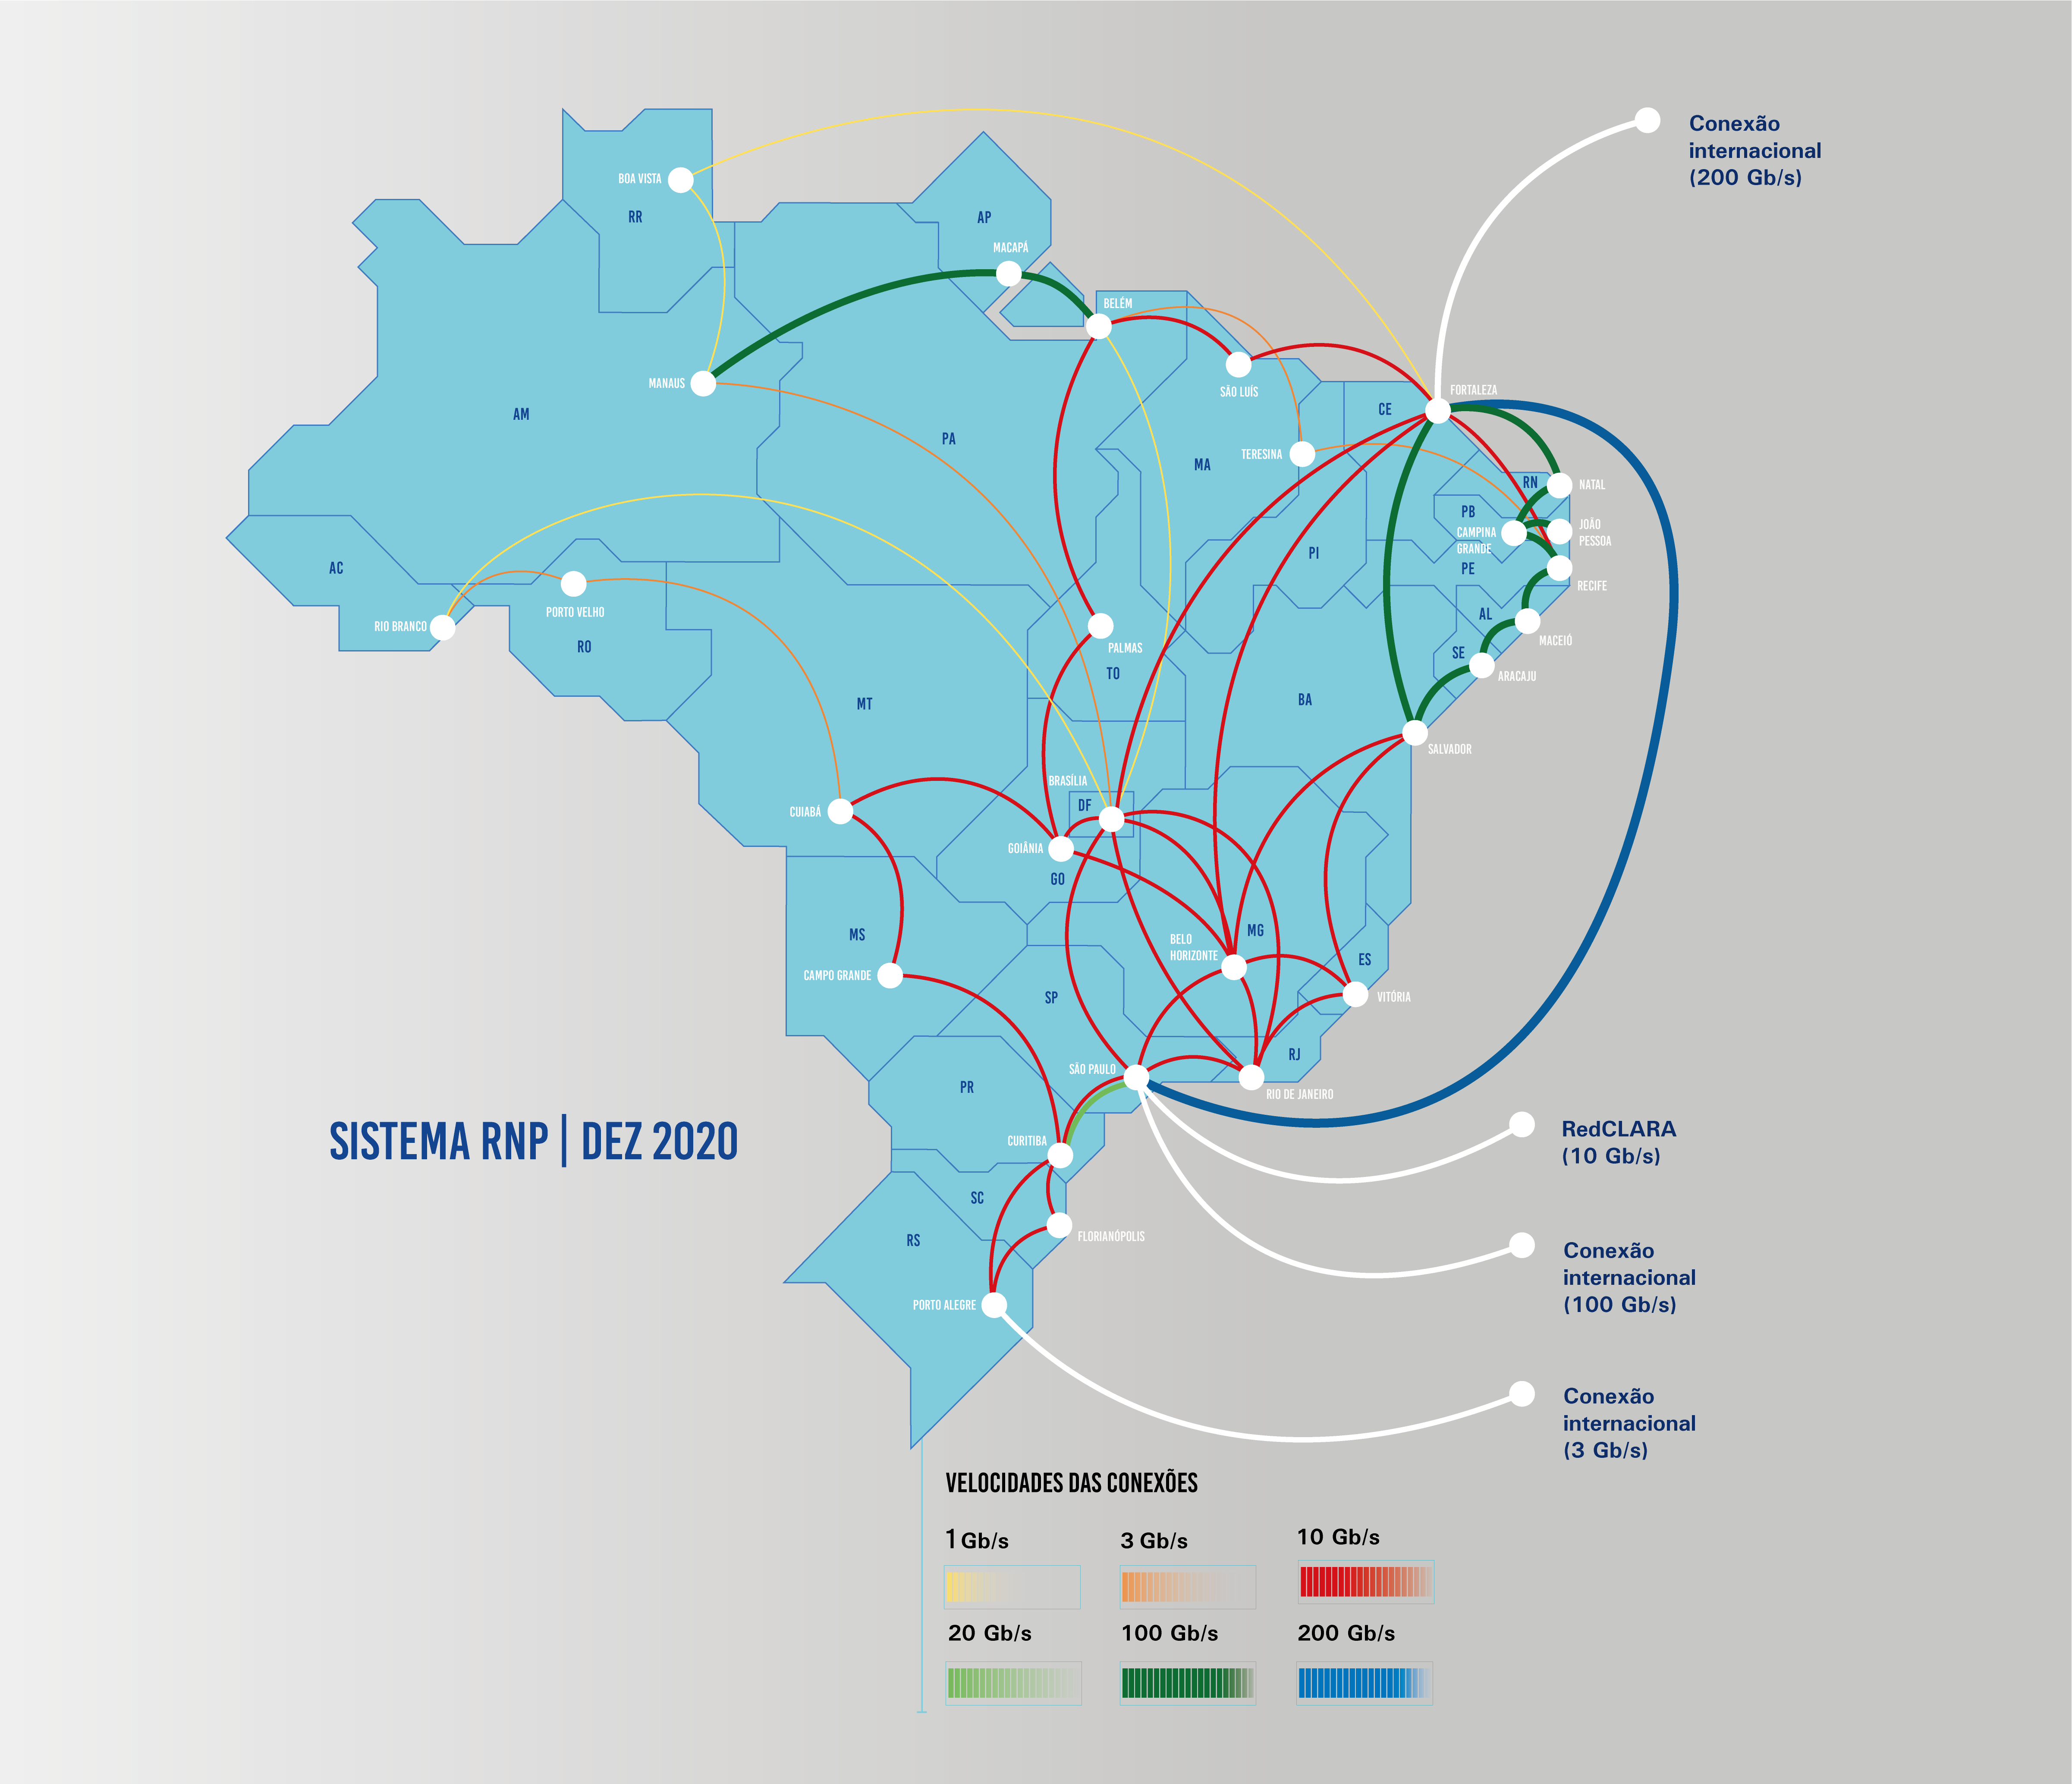 Conexão
internacional
(200 Gb/s)
BOA VISTA
RR
AP
MACAPÁ
BELÉM
MANAUS
SÃO LUÍS
FORTALEZA
AM
CE
PA
MA
TERESINA
RN
NATAL
PB
CAMPINA
GRANDE
JOÃO
PESSOA
PI
PE
AC
RECIFE
PORTO VELHO
AL
RIO BRANCO
MACEIÓ
RO
PALMAS
SE
TO
ARACAJU
MT
BA
SALVADOR
BRASÍLIA
DF
CUIABÁ
GOIÂNIA
GO
MS
MG
BELO
HORIZONTE
ES
CAMPO GRANDE
SP
VITÓRIA
RJ
SÃO PAULO
PR
RIO DE JANEIRO
SISTEMA RNP | DEZ 2020
CURITIBA
RedCLARA
(10 Gb/s)
SC
FLORIANÓPOLIS
RS
Conexão
internacional
(100 Gb/s)
PORTO ALEGRE
Conexão
internacional
(3 Gb/s)
VELOCIDADES DAS CONEXÕES
1 Gb/s
3 Gb/s
10 Gb/s
20 Gb/s
100 Gb/s
200 Gb/s